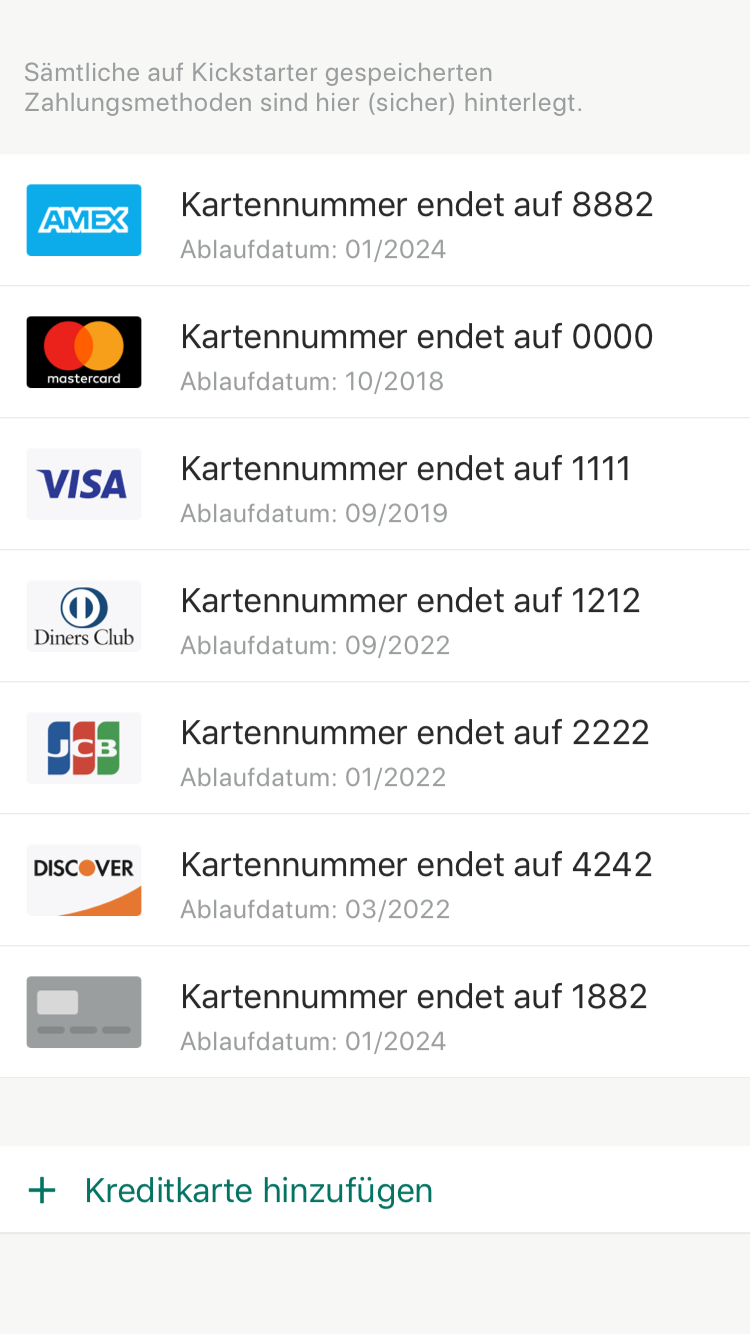 Sämtliche auf Kickstarter gespeicherten
Zahlungsmethoden sind hier (sicher) hinterlegt.
AMEX
Kartennummer endet auf 8882
Ablaufdatum: 01/2024
mastercard
Kartennummer endet auf 0000
Ablaufdatum: 10/2018
VISA
Kartennummer endet auf 1111
Ablaufdatum: 09/2019
Diners Club
Kartennummer endet auf 1212
Ablaufdatum: 09/2022
JCB
Kartennummer endet auf 2222
Ablaufdatum: 01/2022
DISCOVER
Kartennummer endet auf 4242
Ablaufdatum: 03/2022
Kartennummer endet auf 1882
Ablaufdatum: 01/2024
+ Kreditkarte hinzufügen